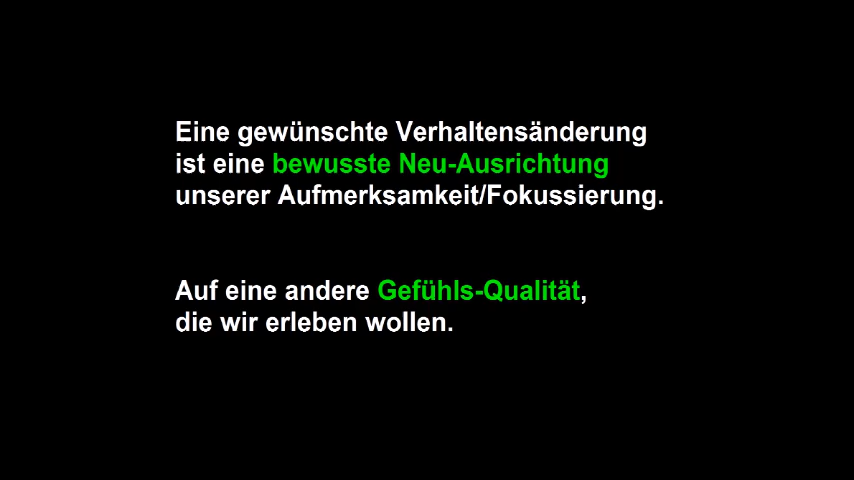 Eine gewünschte Verhaltensänderung
ist eine bewusste Neu-Ausrichtung
unserer Aufmerksamkeit/Fokussierung.
Auf eine andere Gefühls-Qualität,
die wir erleben wollen.